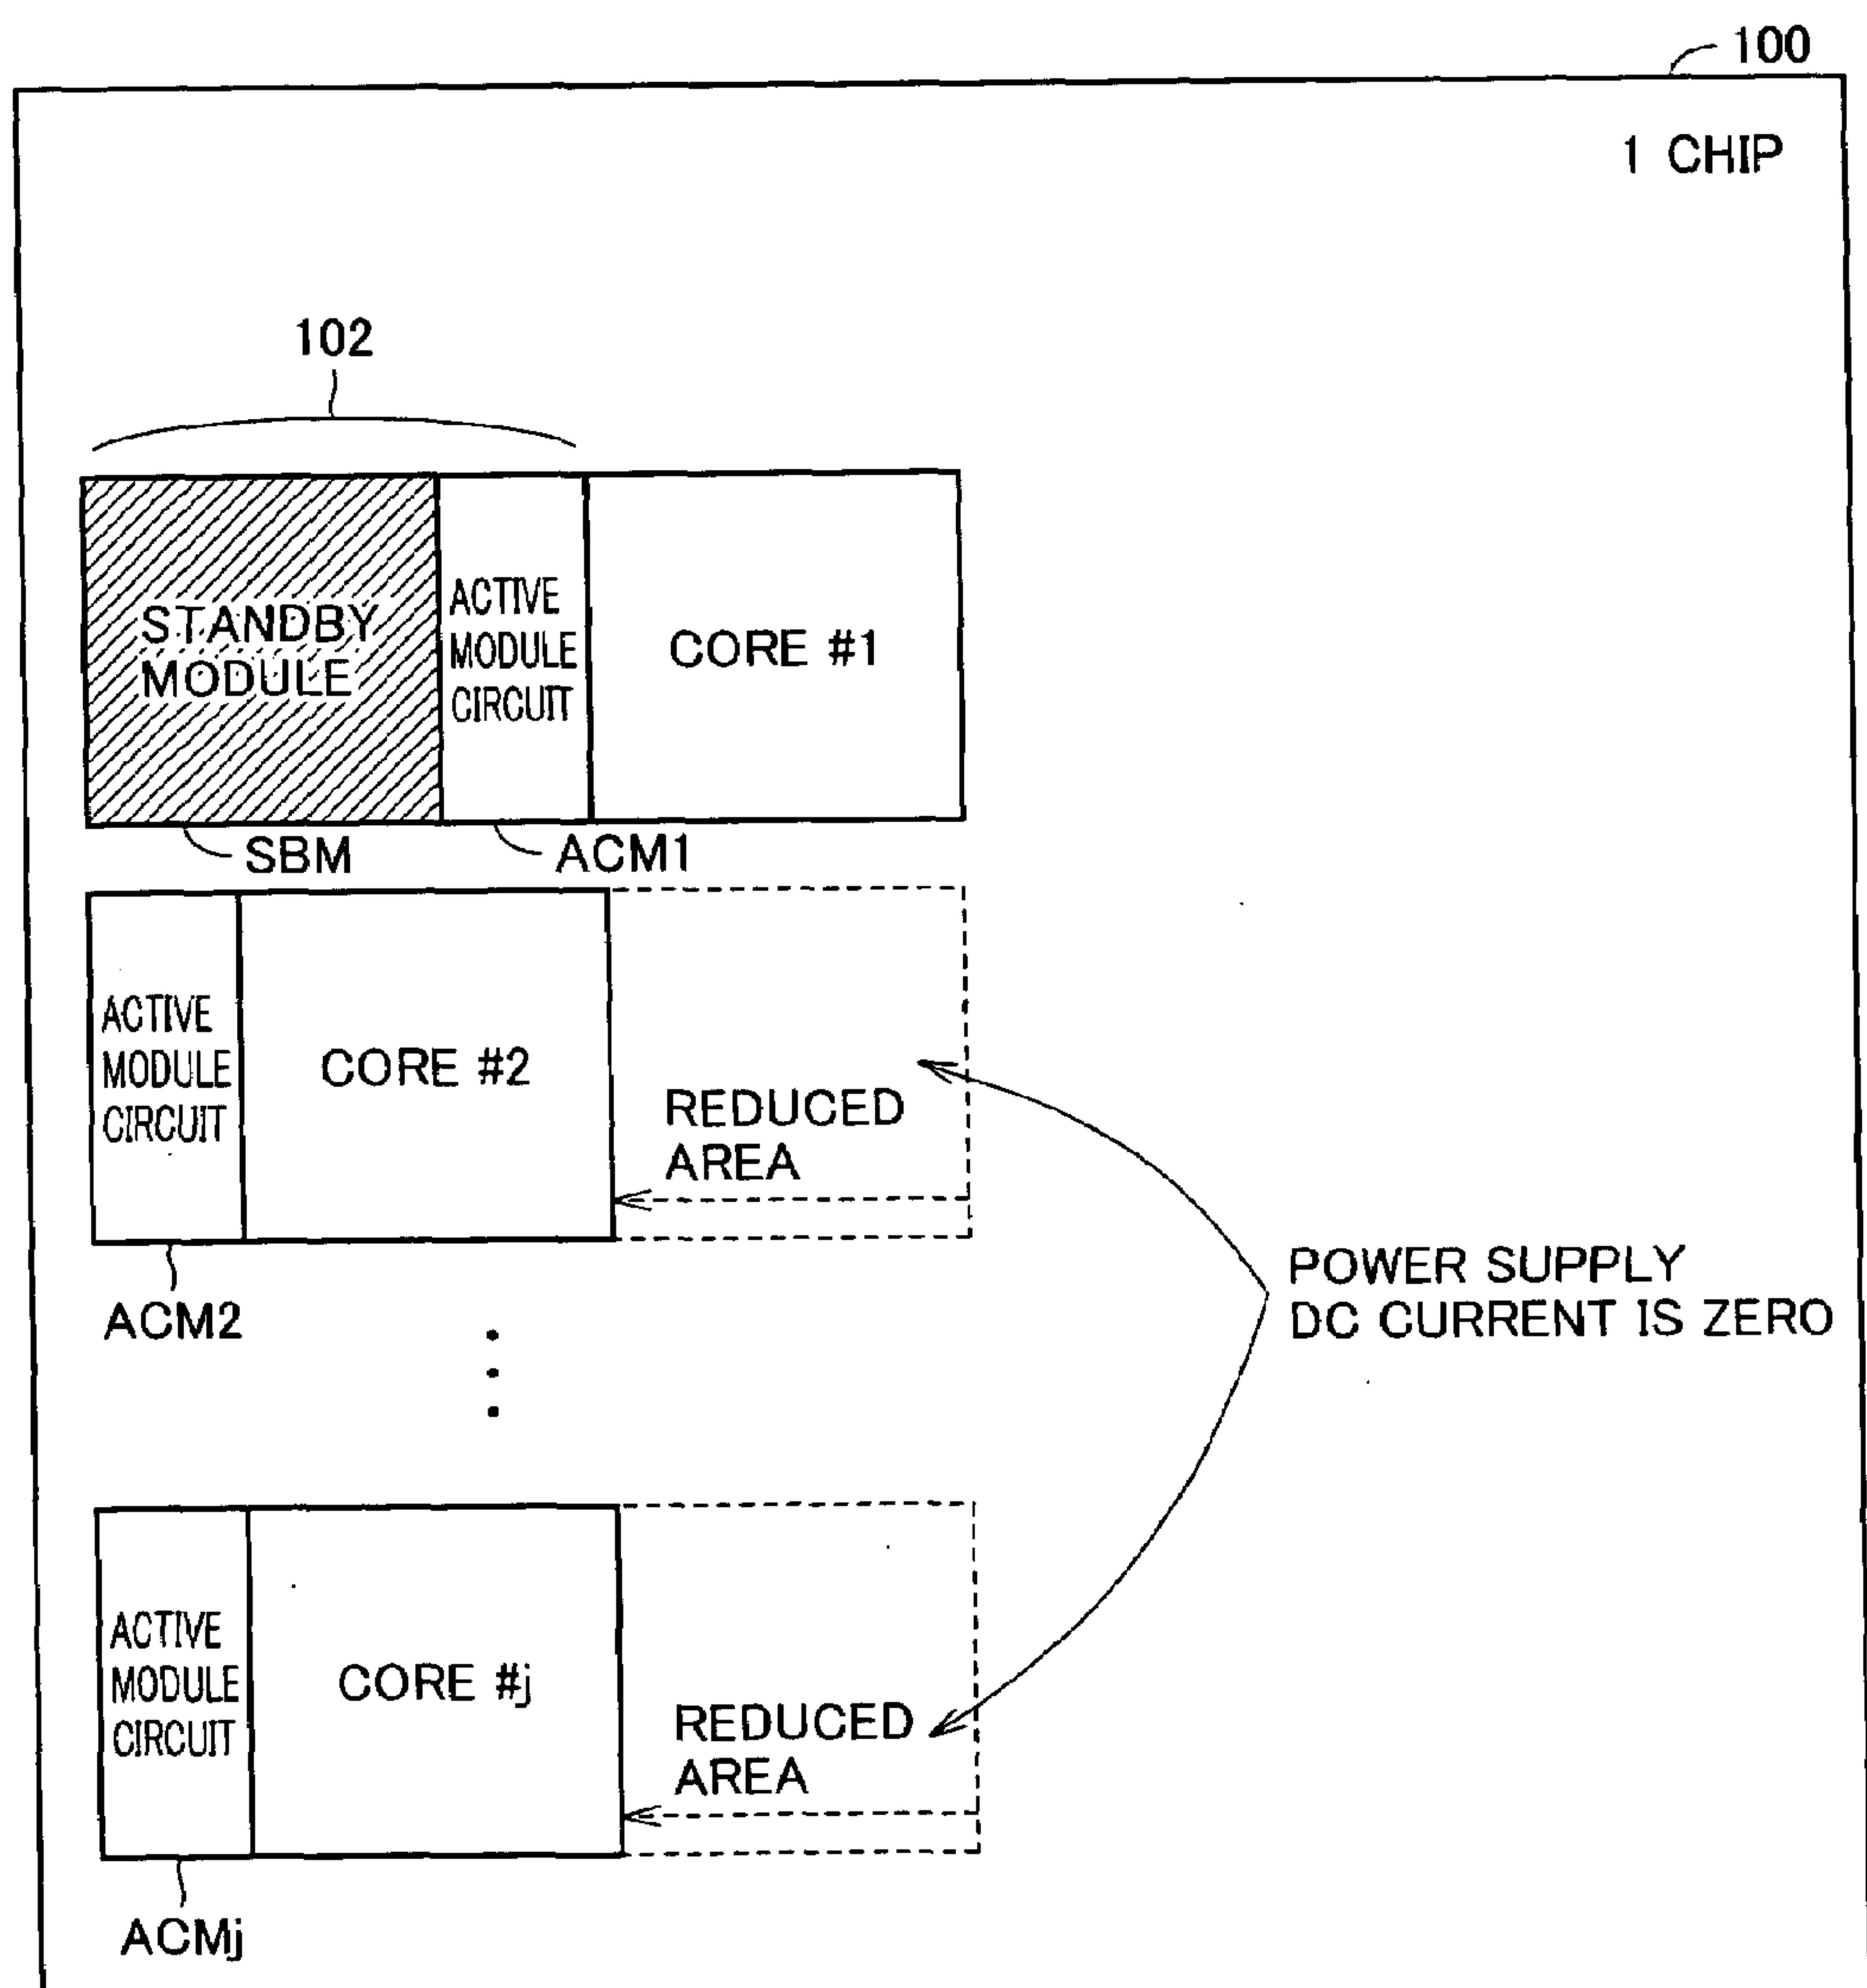 100
1 CHIP
102
STANDBY
MODULE
ACTIVE
MODULE
CIRCUIT
CORE #1
SBM
ACM1
ACTIVE
MODULE
CIRCUIT
CORE #2
REDUCED
AREA
ACM2
POWER SUPPLY
DC CURRENT IS ZERO
ACTIVE
MODULE
CIRCUIT
CORE #j
REDUCED
AREA
ACMj